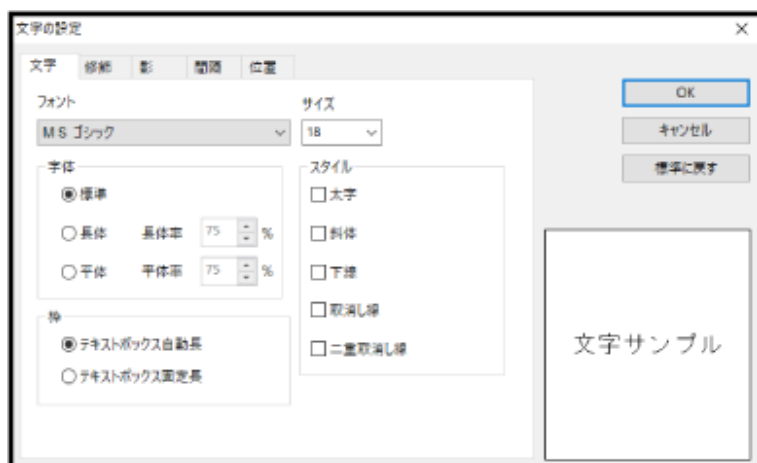 文字の設定
文字 修飾 影 間隔 位置
フォント サイズ
ＭＳ ゴシック 18
字体
標準
長体 長体率 75 %
平体 平体率 75 %
枠
テキストボックス自動長
テキストボックス固定長
スタイル
太字
斜体
下線
取消し線
二重取消し線
OK
キャンセル
標準に戻す
文字サンプル